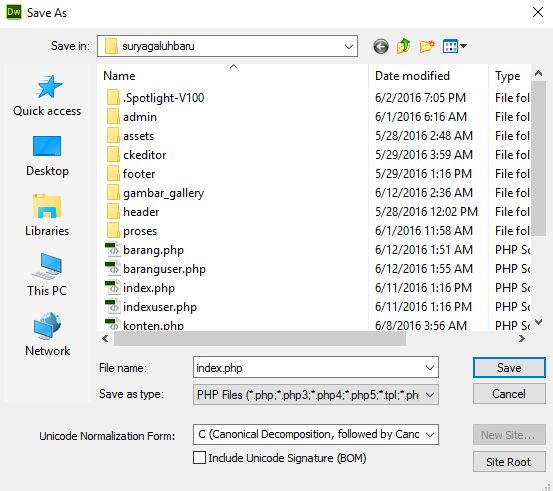 Dw Save As
Save in: suryagaluhbaru
Name Date modified Type
.Spotlight-V100 6/2/2016 7:05 PM File fol
admin 6/1/2016 6:16 AM File fol
assets 5/28/2016 2:48 AM File fol
ckeditor 5/29/2016 3:59 AM File fol
footer 5/29/2016 1:16 PM File fol
gambar_gallery 6/12/2016 2:36 AM File fol
header 5/28/2016 12:02 PM File fol
proses 6/1/2016 11:58 AM File fol
barang.php 6/12/2016 1:51 AM PHP Sc
baranguser.php 6/12/2016 1:55 AM PHP Sc
index.php 6/11/2016 1:16 PM PHP Sc
indexuser.php 6/11/2016 1:16 PM PHP Sc
konten.php 6/8/2016 3:56 AM PHP Sc
Quick access
Desktop
Libraries
This PC
Network
File name: index.php Save
Save as type: PHP Files (*.php;*.php3;*.php4;*.php5;*.tpl;*.ph Cancel
Unicode Normalization Form: C (Canonical Decomposition, followed by Canc New Site...
Include Unicode Signature (BOM) Site Root